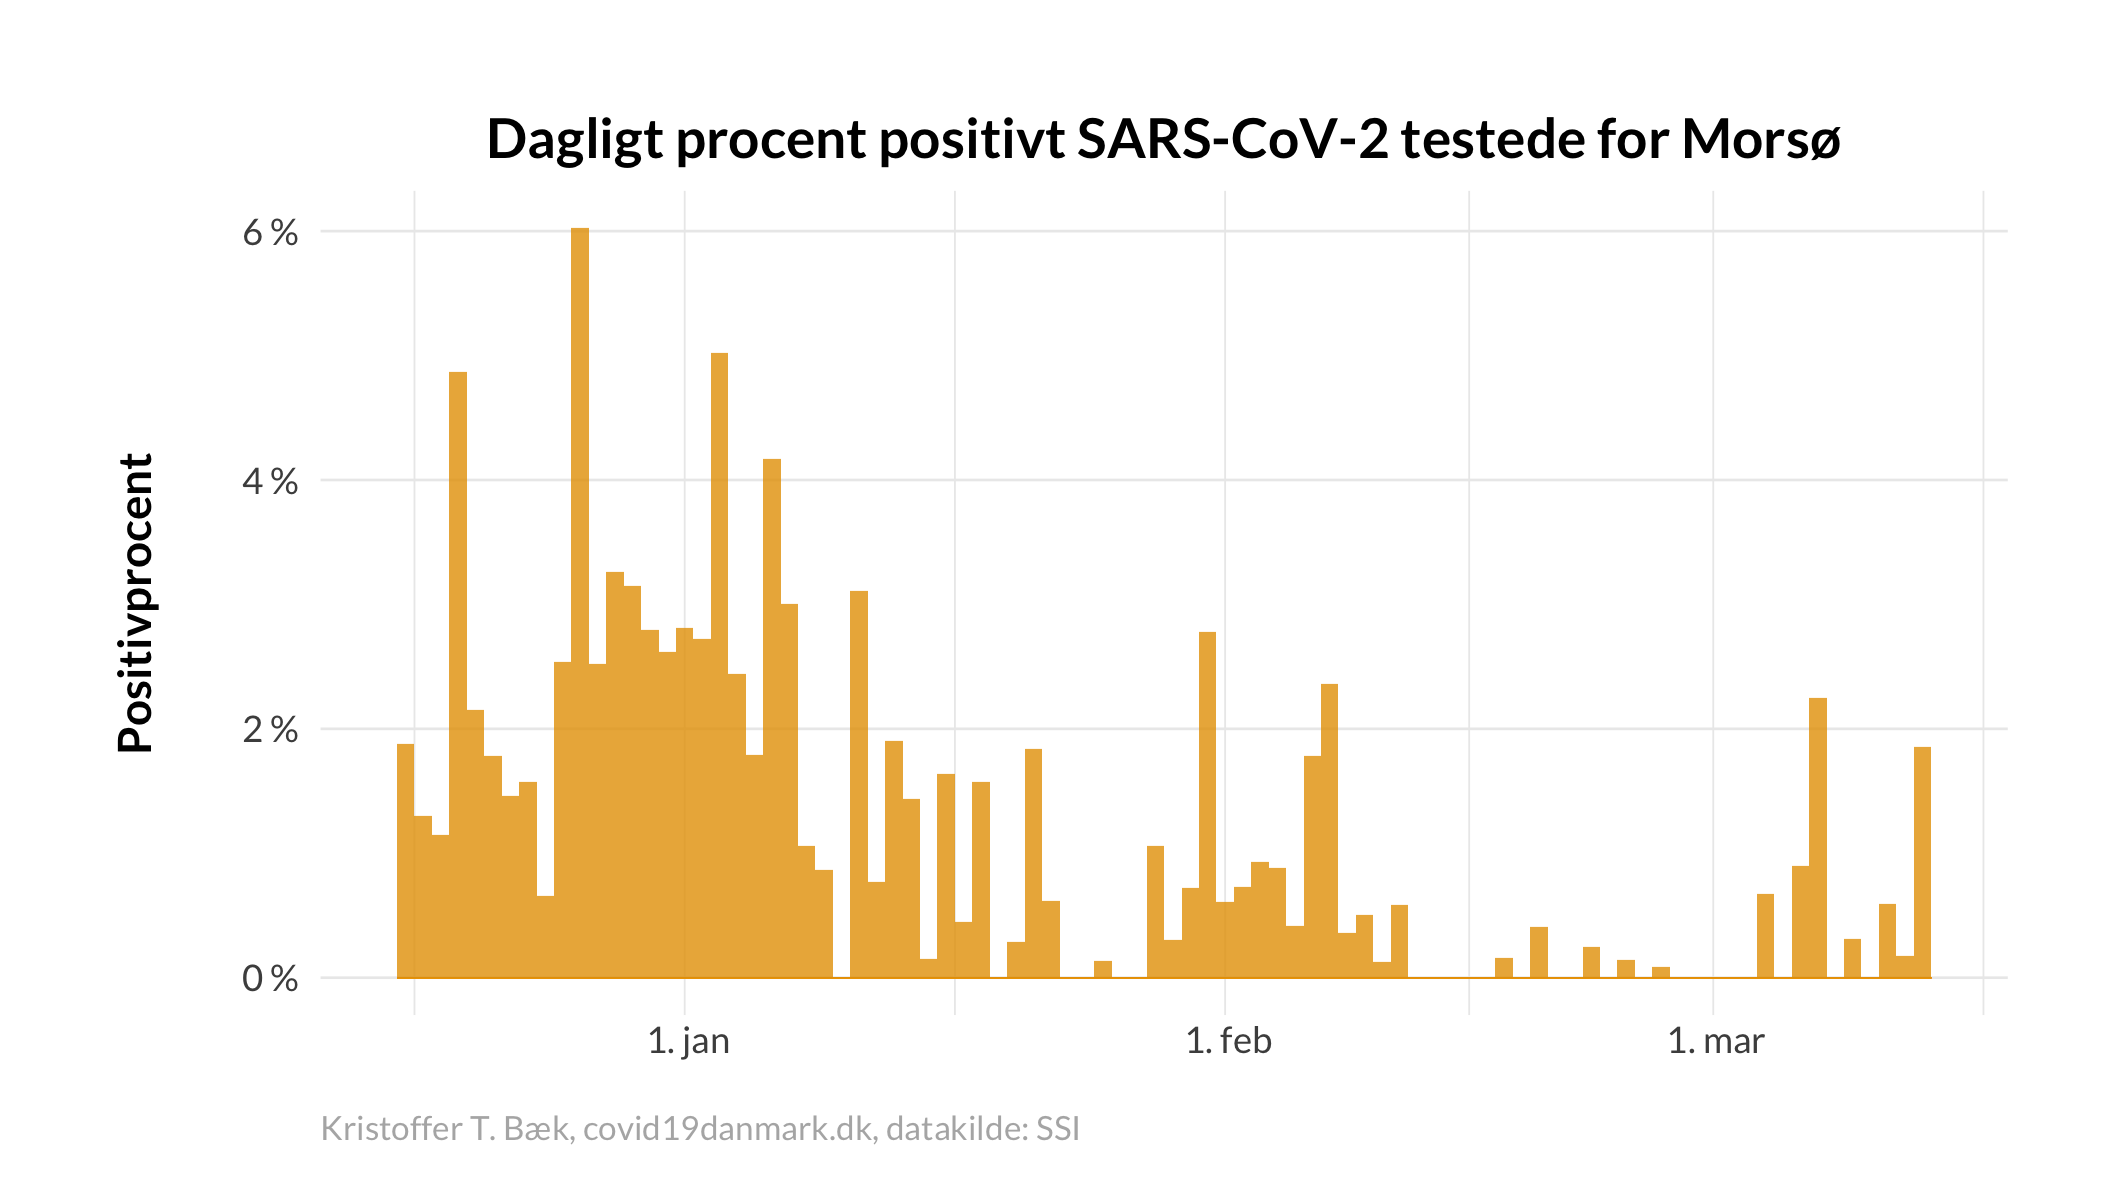 Dagligt procent positivt SARS-CoV-2 testede for Morsø
Positivprocent
6 %
4 %
2 %
0 %
1. jan
1. feb
1. mar
Kristoffer T. Bæk, covid19danmark.dk, datakilde: SSI